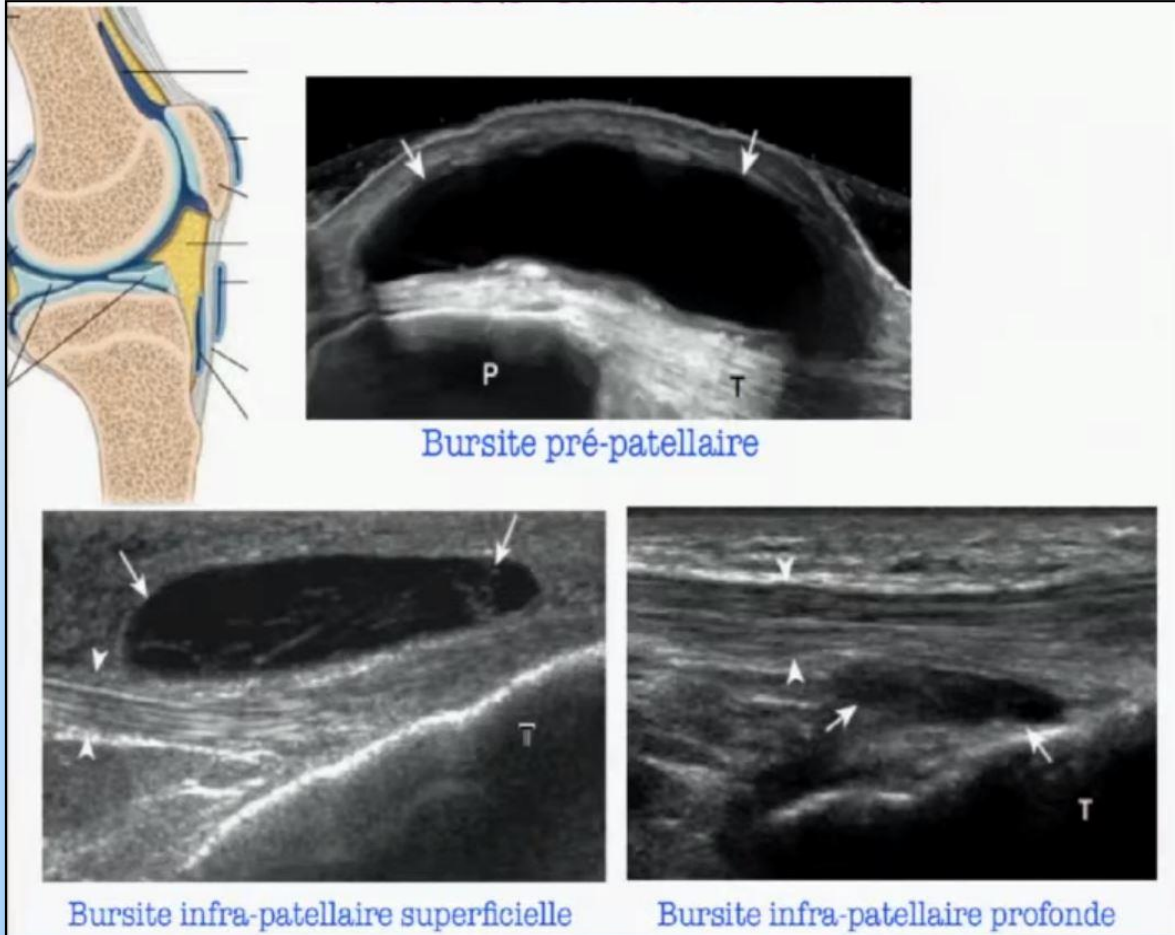 P
T
Bursite pré-patellaire
T
T
Bursite infra-patellaire superficielle
Bursite infra-patellaire profonde